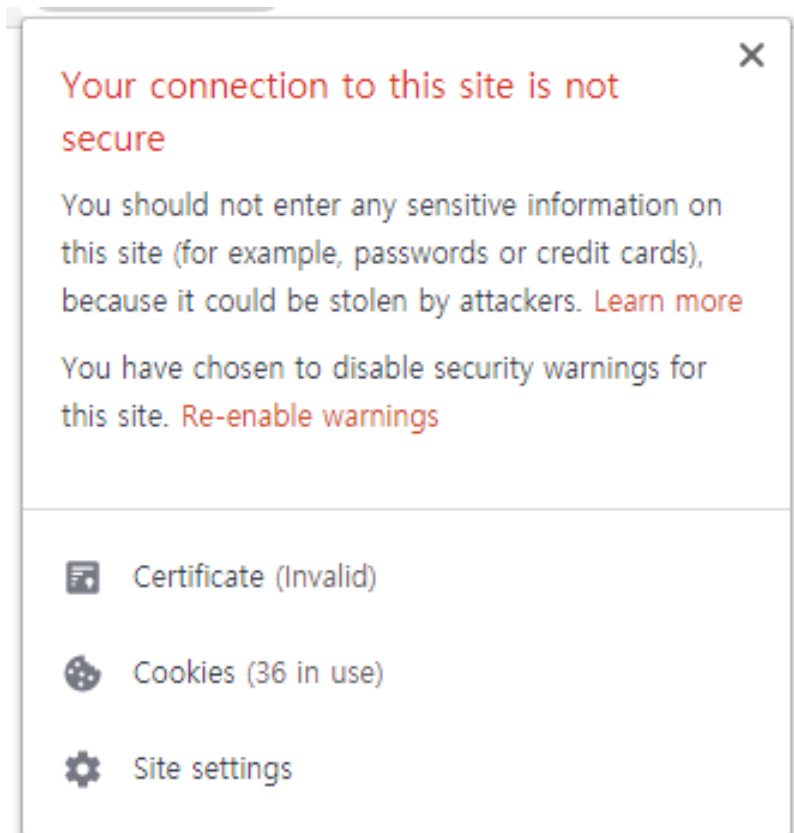 Your connection to this site is not
secure
You should not enter any sensitive information on
this site (for example, passwords or credit cards),
because it could be stolen by attackers. Learn more
You have chosen to disable security warnings for
this site. Re-enable warnings
Certificate (Invalid)
Cookies (36 in use)
Site settings